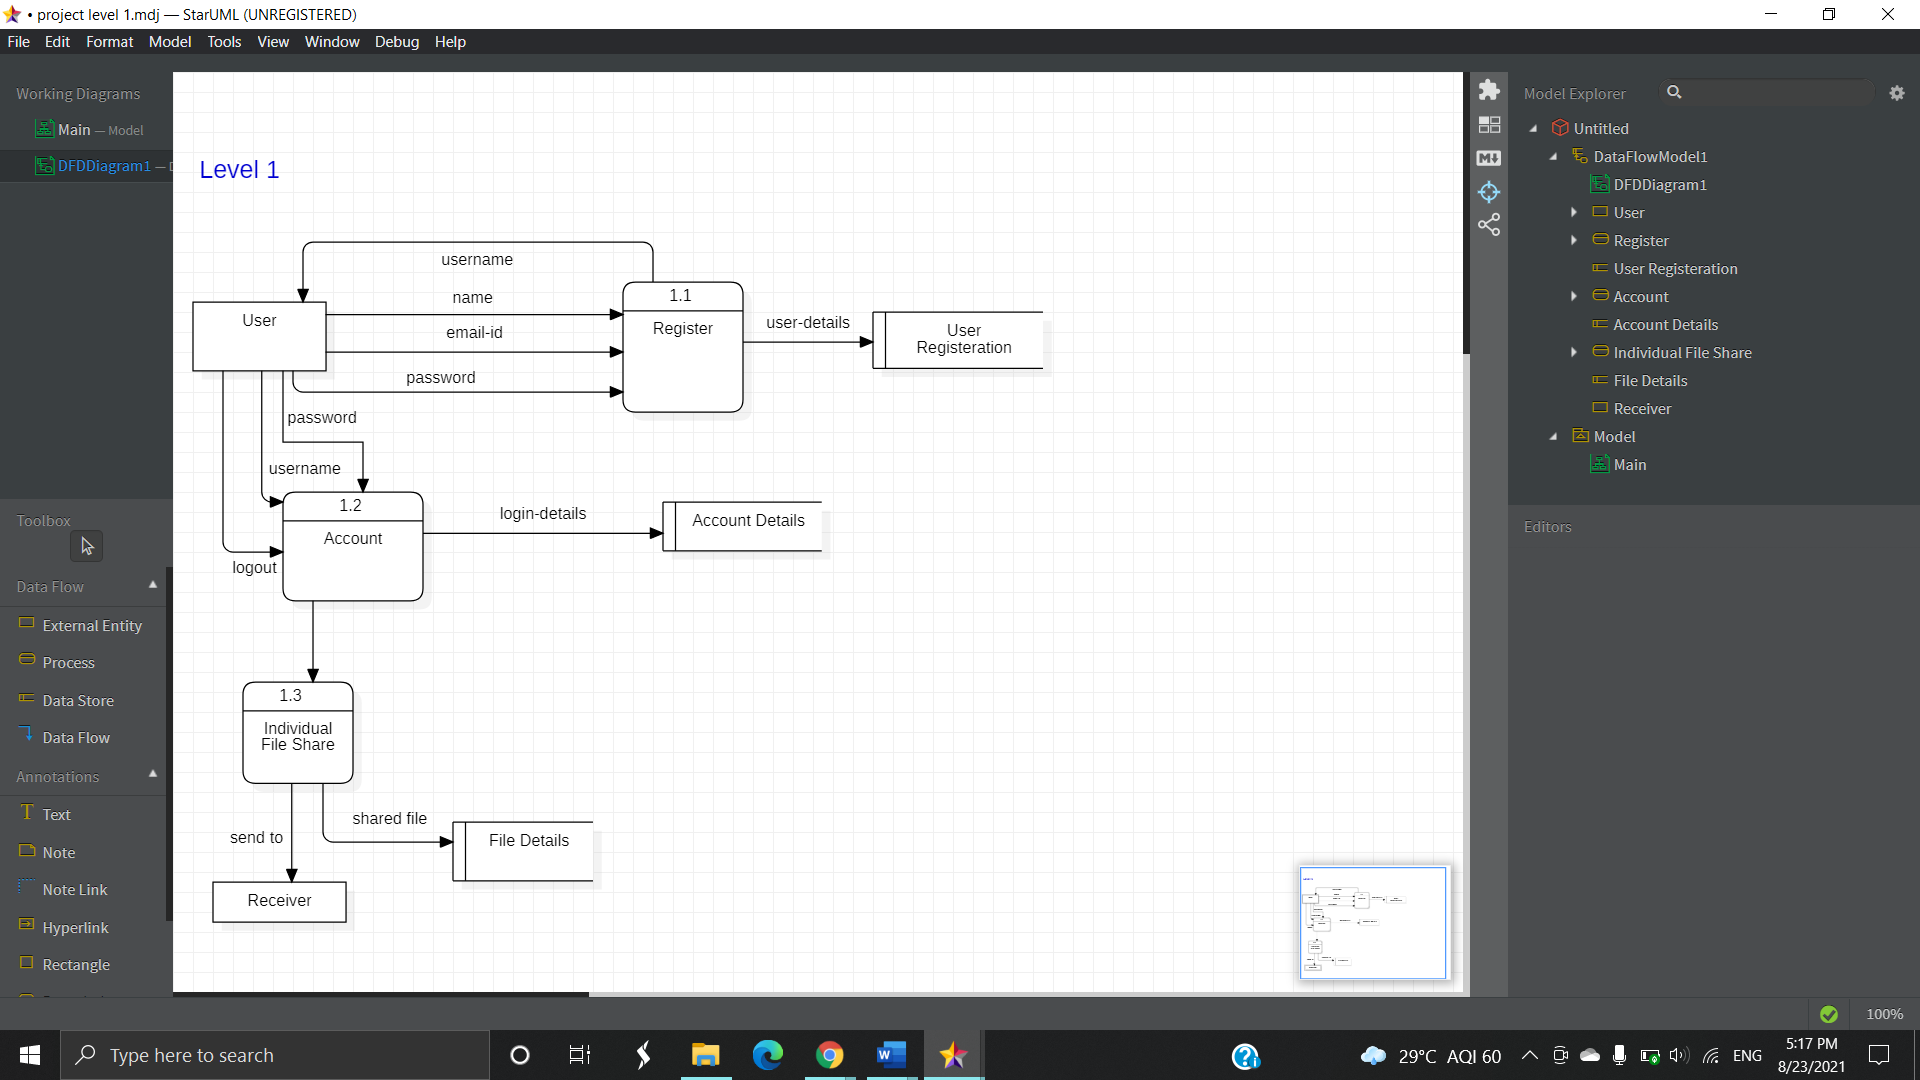 • project level 1.mdj — StarUML (UNREGISTERED)
File Edit Format Model Tools View Window Debug Help
Working Diagrams
Main — Model
DFDDiagram1 —
Toolbox
Data Flow
External Entity
Process
Data Store
Data Flow
Annotations
Text
Note
Note Link
Hyperlink
Rectangle
Level 1
username
name
email-id
password
User
1.1
Register
user-details
User
Registeration
password
username
logout
1.2
Account
login-details
Account Details
1.3
Individual
File Share
send to
shared file
File Details
Receiver
Model Explorer
Untitled
DataFlowModel1
DFDDiagram1
User
Register
User Registeration
Account
Account Details
Individual File Share
File Details
Receiver
Model
Main
Editors
100%
Type here to search
29°C AQI 60
ENG
5:17 PM
8/23/2021